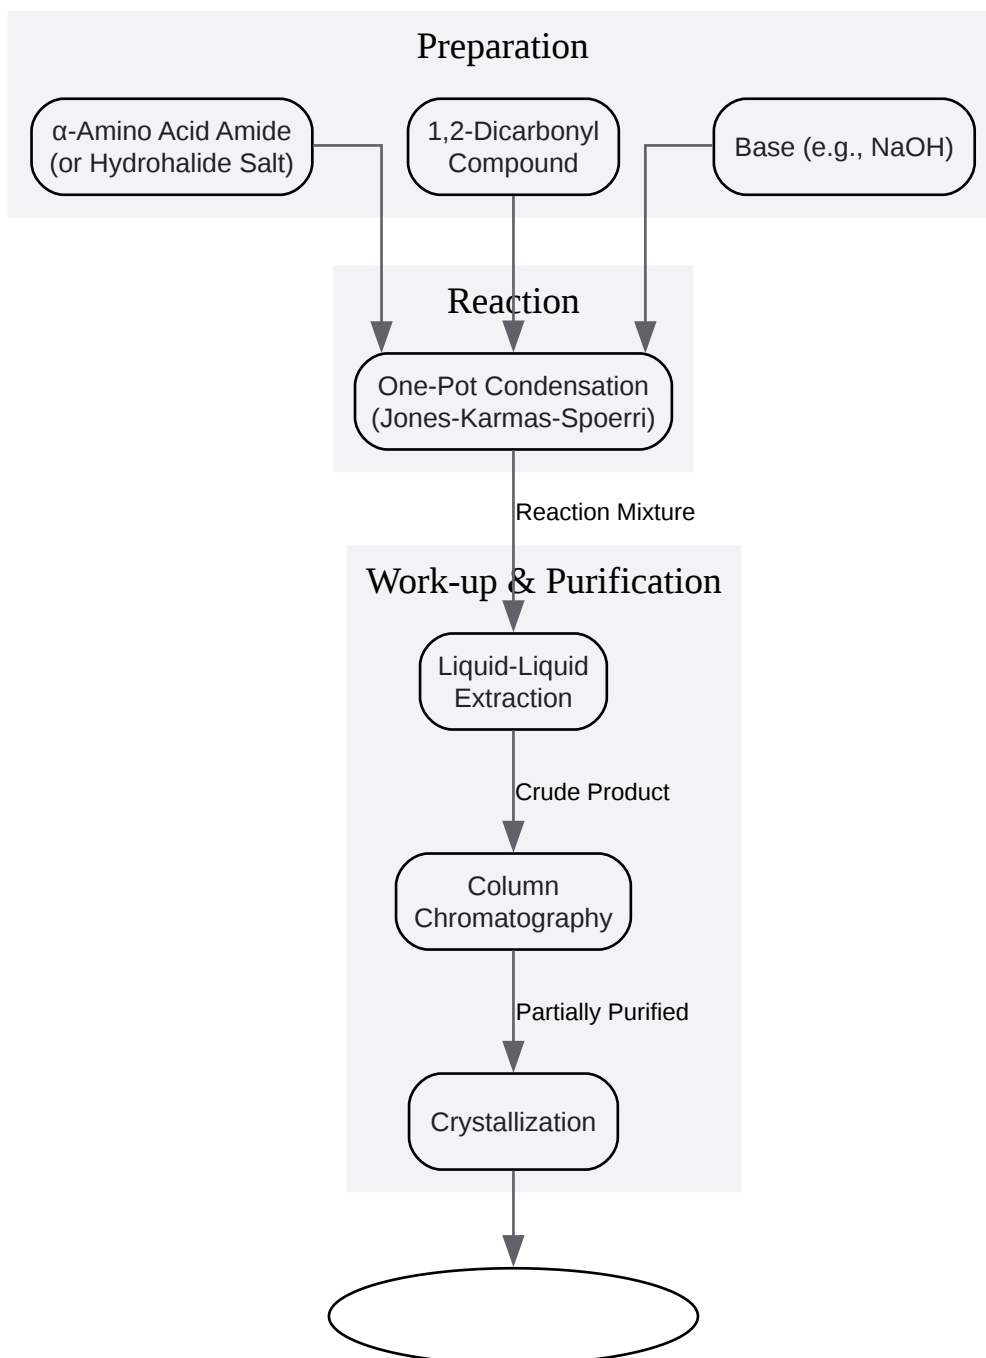 Preparation
α-Amino Acid Amide
(or Hydrohalide Salt)
1,2-Dicarbonyl
Compound
Base (e.g., NaOH)
Reaction
One-Pot Condensation
(Jones-Karmas-Spoerri)
Reaction Mixture
Work-up & Purification
Liquid-Liquid
Extraction
Crude Product
Column
Chromatography
Partially Purified
Crystallization